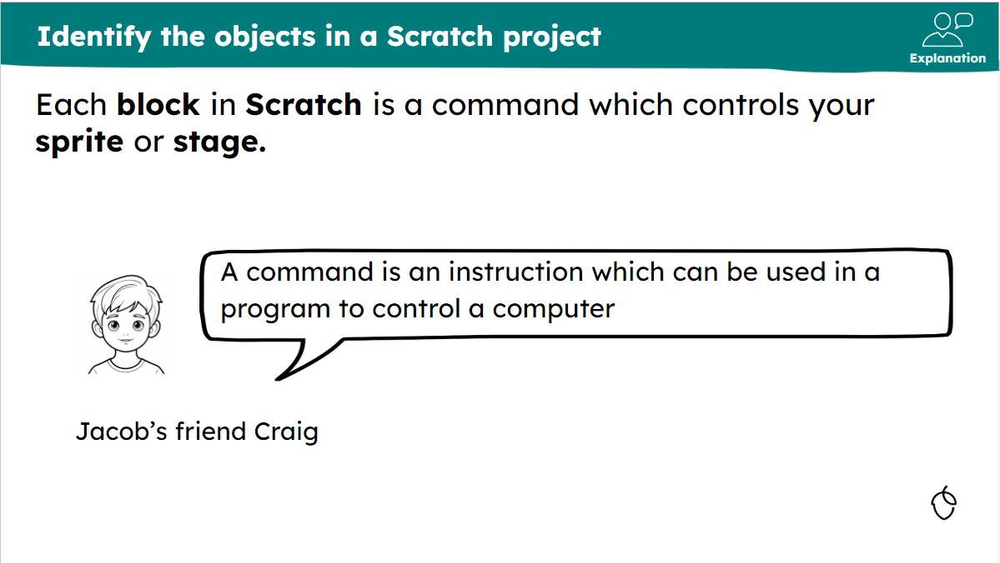 Identify the objects in a Scratch project
Explanation
Each block in Scratch is a command which controls your
sprite or stage.
A command is an instruction which can be used in a
program to control a computer
Jacob’s friend Craig